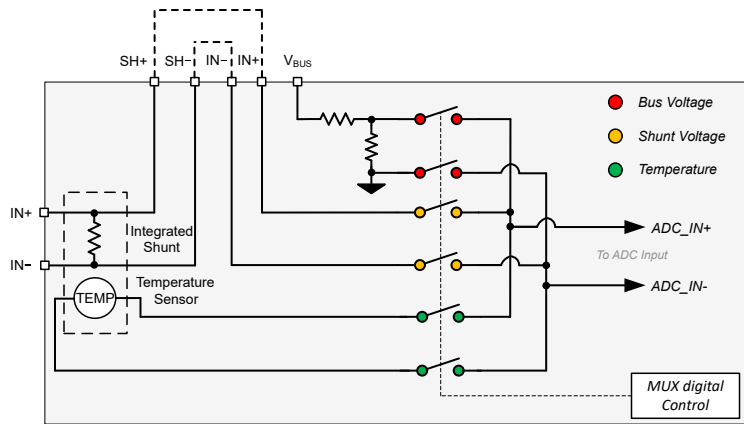 SH+
SH−
IN−
IN+
VBUS
Bus Voltage
Shunt Voltage
Temperature
IN+
Integrated
Shunt
IN−
Temperature
Sensor
TEMP
ADC_IN+
To ADC Input
ADC_IN-
MUX digital
Control